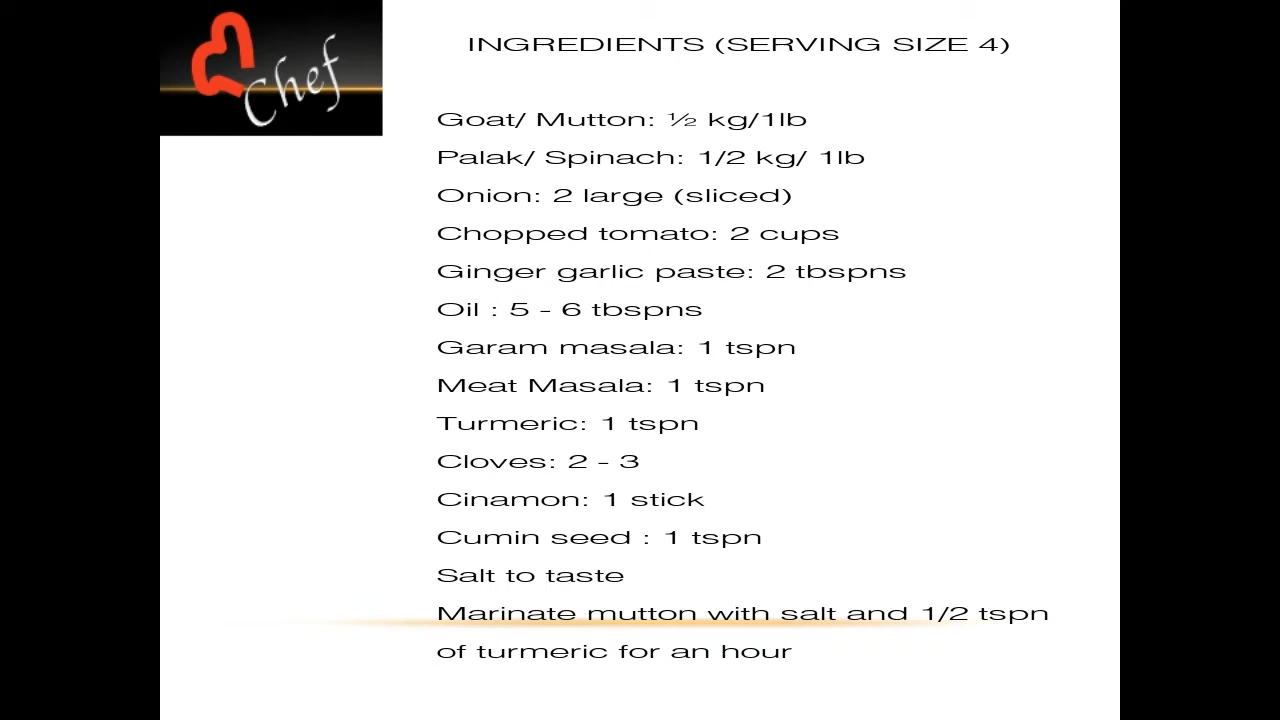 Chef
INGREDIENTS (SERVING SIZE 4)
Goat/ Mutton: ½ kg/1lb
Palak/ Spinach: 1/2 kg/ 1lb
Onion: 2 large (sliced)
Chopped tomato: 2 cups
Ginger garlic paste: 2 tbspns
Oil : 5 - 6 tbspns
Garam masala: 1 tspn
Meat Masala: 1 tspn
Turmeric: 1 tspn
Cloves: 2 - 3
Cinamon: 1 stick
Cumin seed : 1 tspn
Salt to taste
Marinate mutton with salt and 1/2 tspn
of turmeric for an hour